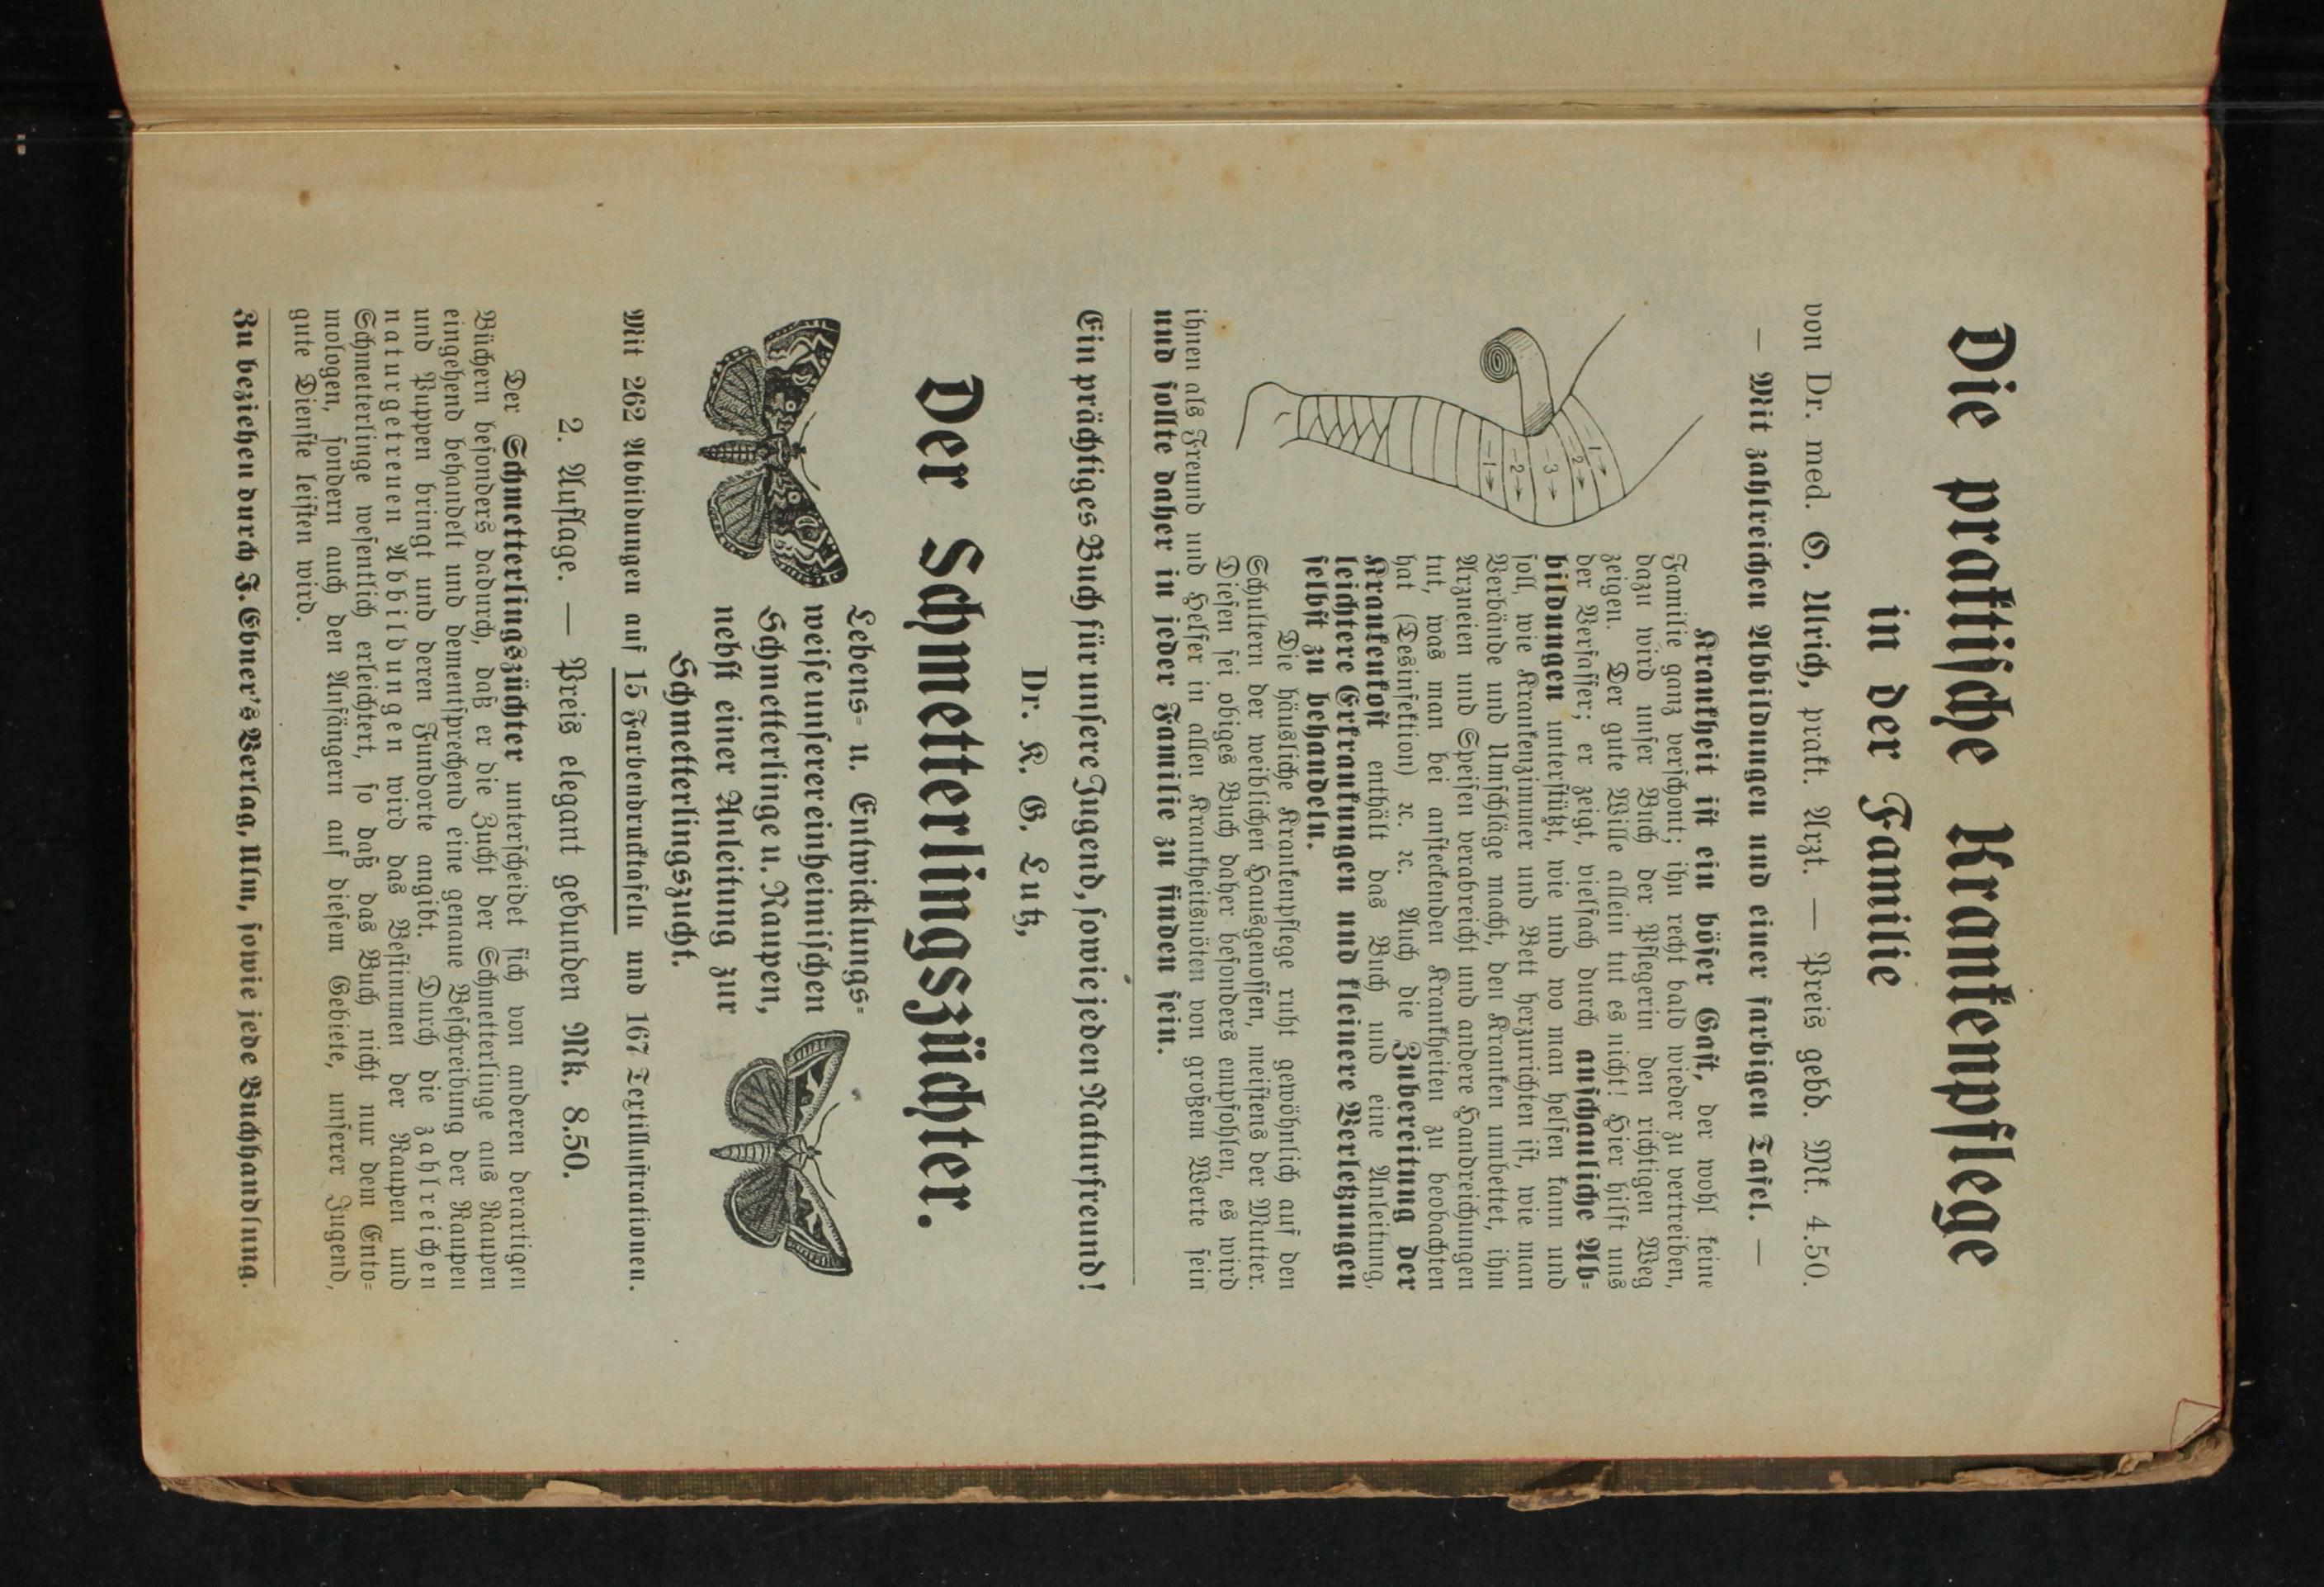 Die praktische Krankenpflege
in der Familie
von Dr. med. O. Ulrich, prakt. Arzt. — Preis gebd. Mk. 4.50.
— Mit zahlreichen Abbildungen und einer farbigen Tafel. —
Krankheit ist ein böser Gast, der wohl keine
Familie ganz verschont; ihn recht bald wieder zu vertreiben,
dazu wird unser Buch der Pflegerin den richtigen Weg
zeigen. Der gute Wille allein tut es nicht! Hier hilft uns
der Verfasser; er zeigt, vielfach durch anschauliche Ab-
bildungen unterstützt, wie und wo man helfen kann und
soll, wie Krankenzimmer und Bett herzurichten ist, wie man
Verbände und Umschläge macht, den Kranken umbettet, ihm
Arzneien und Speisen verabreicht und andere Handreichungen
tut, was man bei ansteckenden Krankheiten zu beobachten
hat (Desinfektion) ꝛc. ꝛc. Auch die Zubereitung der
Krankenkost enthält das Buch und eine Anleitung,
leichtere Erkrankungen und kleinere Verletzungen
selbst zu behandeln.
1 2 3 2 1
Die häusliche Krankenpflege ruht gewöhnlich auf den
Schultern der weiblichen Hausgenossen, meistens der Mutter.
Diesen sei obiges Buch daher besonders empfohlen, es wird
ihnen als Freund und Helfer in allen Krankheitsnöten von großem Werte sein
und sollte daher in jeder Familie zu finden sein.
Ein prächtiges Buch für unsere Jugend, sowie jeden Naturfreund!
Dr. K. G. Lutz,
Der Schmetterlingszüchter.
Lebens- u. Entwicklungs-
weise unserer einheimischen
Schmetterlinge u. Raupen,
nebst einer Anleitung zur
Schmetterlingszucht.
Mit 262 Abbildungen auf 15 Farbendrucktafeln und 167 Textillustrationen.
2. Auflage. — Preis elegant gebunden Mk. 8.50.
Der Schmetterlingszüchter unterscheidet sich von anderen derartigen
Büchern besonders dadurch, daß er die Zucht der Schmetterlinge aus Raupen
eingehend behandelt und dementsprechend eine genaue Beschreibung der Raupen
und Puppen bringt und deren Fundorte angibt. Durch die zahlreichen
naturgetreuen Abbildungen wird das Bestimmen der Raupen und
Schmetterlinge wesentlich erleichtert, so daß das Buch nicht nur dem Ento-
mologen, sondern auch den Anfängern auf diesem Gebiete, unserer Jugend,
gute Dienste leisten wird.
Zu beziehen durch J. Ebner's Verlag, Ulm, sowie jede Buchhandlung.